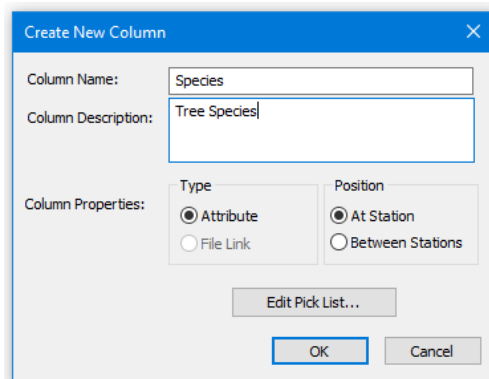 Create New Column
Column Name: Species
Column Description: Tree Species
Column Properties:
Type
Attribute
File Link
Position
At Station
Between Stations
Edit Pick List...
OK Cancel